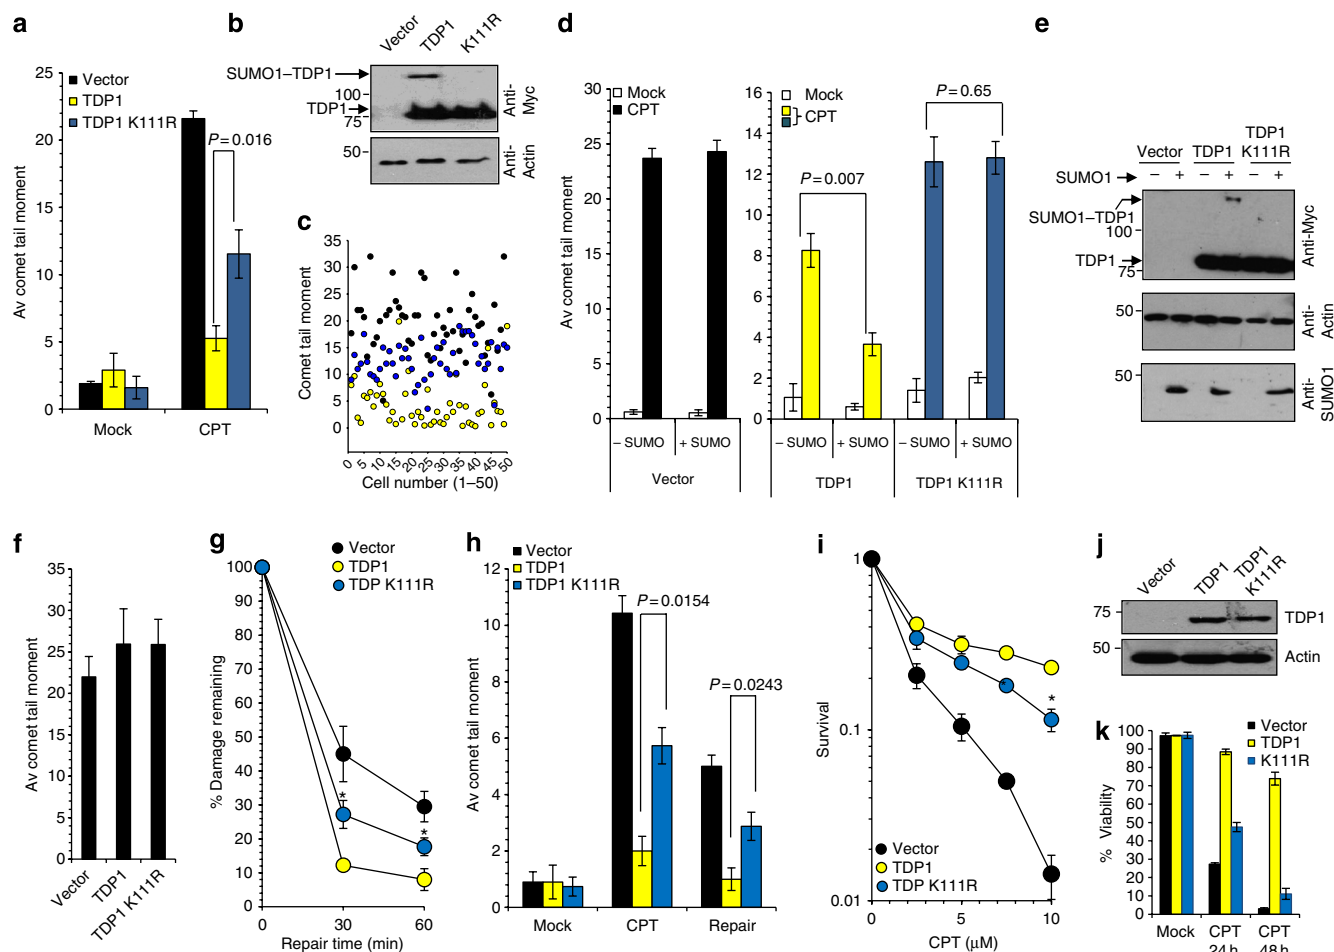 a
Av comet tail moment
25
20
15
10
5
0
Vector
TDP1
TDP1 K111R
P = 0.016
Mock
CPT
b
Vector
TDP1
K111R
SUMO1–TDP1
100
TDP1
75
50
Anti-
Myc
Anti-
Actin
c
Comet tail moment
35
30
25
20
15
10
5
0
0 5 10 15 20 25 30 35 40 45 50
Cell number (1–50)
d
Av comet tail moment
30
25
20
15
10
5
0
Mock
CPT
– SUMO
+ SUMO
Vector
16
14
12
10
8
6
4
2
0
Mock
CPT
P = 0.007
P = 0.65
– SUMO
+ SUMO
– SUMO
+ SUMO
TDP1
TDP1 K111R
e
Vector
TDP1
TDP1
K111R
SUMO1
– + – + – +
SUMO1–TDP1
100
TDP1
75
50
50
Anti-Myc
Anti-
Actin
Anti
SUMO1
f
Av comet tail moment
35
30
25
20
15
10
5
0
Vector
TDP1
TDP1 K111R
g
Vector
TDP1
TDP K111R
% Damage remaining
100
90
80
70
60
50
40
30
20
10
0
*
*
0 30 60
Repair time (min)
h
Vector
TDP1
TDP1 K111R
Av comet tail moment
12
10
8
6
4
2
0
P = 0.0154
P = 0.0243
Mock
CPT
Repair
i
Survival
1
0.1
0.01
*
Vector
TDP1
TDP K111R
0 5 10
CPT (µM)
j
Vector
TDP1
TDP1
K111R
75
50
TDP1
Actin
k
Vector
TDP1
K111R
% Viability
100
90
80
70
60
50
40
30
20
10
0
Mock
CPT
24 h
CPT
48 h